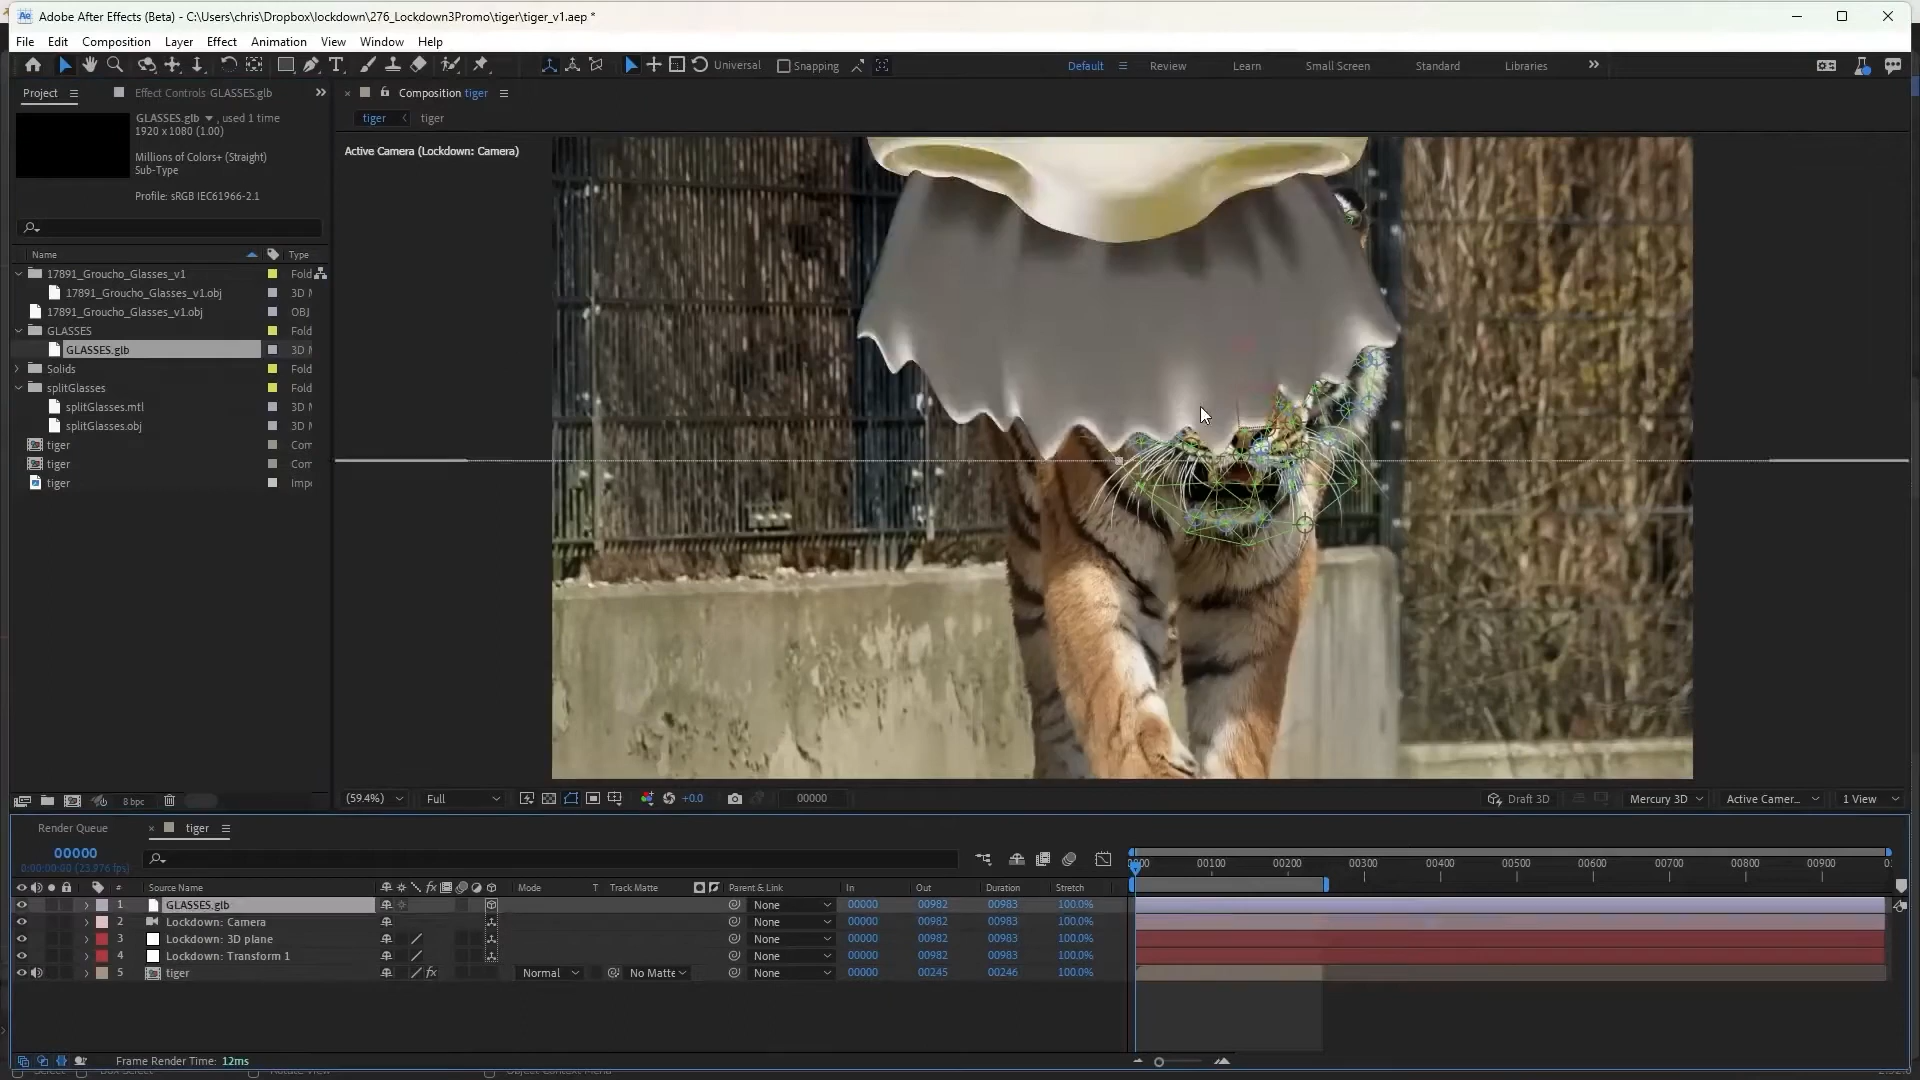 Adobe After Effects (Beta) - C:\Users\chris\Dropbox\lockdown\276_Lockdown3Promo\tiger\tiger_v1.aep *
File Edit Composition Layer Effect Animation View Window Help
Universal Snapping Default Review Learn Small Screen Standard Libraries
Project Effect Controls GLASSES.glb
Composition tiger
GLASSES.glb , used 1 time
1920 x 1080 (1.00)
Millions of Colors+ (Straight)
Sub-Type
Profile: sRGB IEC61966-2.1
tiger tiger
Active Camera (Lockdown: Camera)
Name Type
17891_Groucho_Glasses_v1 Fold
17891_Groucho_Glasses_v1.obj 3D
17891_Groucho_Glasses_v1.obj OBJ
GLASSES Fold
GLASSES.glb 3D
Solids Fold
splitGlasses Fold
splitGlasses.mtl 3D
splitGlasses.obj 3D
tiger Com
tiger Com
tiger Impo
8 bpc
(59.4%) Full +0.0 00000 Draft 3D Mercury 3D Active Camer... 1 View
Render Queue tiger
00000
0:00:00:00 (23.976 fps)
0000 00100 00200 00300 00400 00500 00600 00700 00800 00900
# Source Name fx Mode T Track Matte Parent & Link In Out Duration Stretch
1 GLASSES.glb None 00000 00982 00983 100.0%
2 Lockdown: Camera None 00000 00982 00983 100.0%
3 Lockdown: 3D plane None 00000 00982 00983 100.0%
4 Lockdown: Transform 1 None 00000 00982 00983 100.0%
5 tiger fx Normal No Matte None 00000 00245 00246 100.0%
Frame Render Time: 12ms